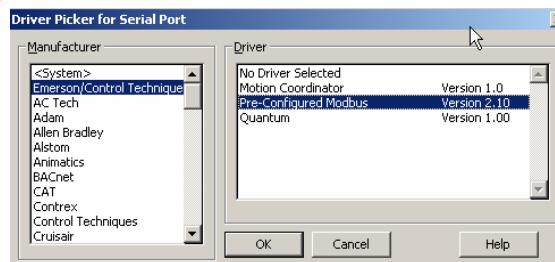 Driver Picker for Serial Port
Manufacturer
<System>
Emerson/Control Technique
AC Tech
Adam
Allen Bradley
Alstom
Animatics
BACnet
CAT
Contrex
Control Techniques
Cruisair
Driver
No Driver Selected
Motion Coordinator Version 1.0
Pre-Configured Modbus Version 2.10
Quantum Version 1.00
OK Cancel Help